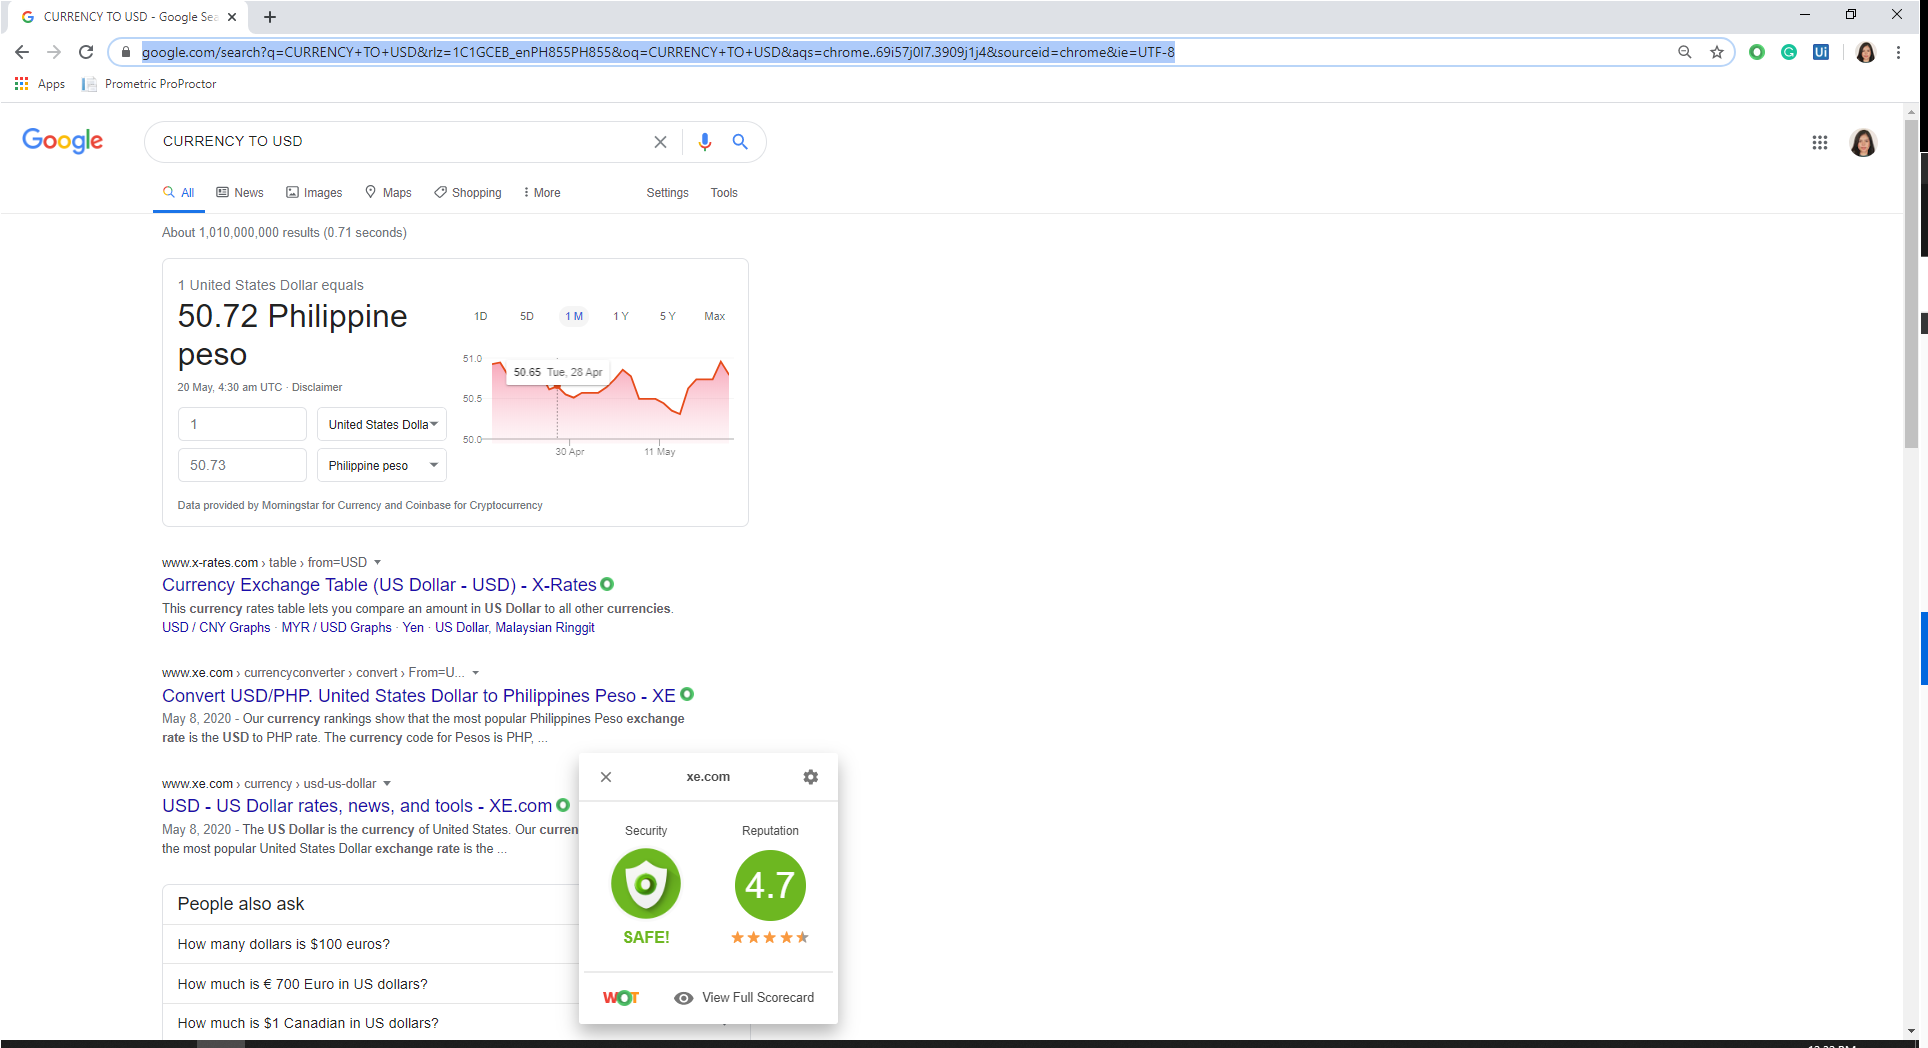 CURRENCY TO USD - Google Sea
google.com/search?q=CURRENCY+TO+USD&rlz=1C1GCEB_enPH855PH855&oq=CURRENCY+TO+USD&aqs=chrome..69i57j0l7.3909j1j4&sourceid=chrome&ie=UTF-8
Ui
Apps Prometric ProProctor
Google CURRENCY TO USD
All News Images Maps Shopping More Settings Tools
About 1,010,000,000 results (0.71 seconds)
1 United States Dollar equals
50.72 Philippine
peso
20 May, 4:30 am UTC · Disclaimer
1 United States Dolla
50.73 Philippine peso
1D 5D 1 M 1 Y 5 Y Max
51.0
50.65 Tue, 28 Apr
50.5
50.0
30 Apr 11 May
Data provided by Morningstar for Currency and Coinbase for Cryptocurrency
www.x-rates.com › table › from=USD
Currency Exchange Table (US Dollar - USD) - X-Rates
This currency rates table lets you compare an amount in US Dollar to all other currencies.
USD / CNY Graphs · MYR / USD Graphs · Yen · US Dollar, Malaysian Ringgit
www.xe.com › currencyconverter › convert › From=U...
Convert USD/PHP. United States Dollar to Philippines Peso - XE
May 8, 2020 - Our currency rankings show that the most popular Philippines Peso exchange
rate is the USD to PHP rate. The currency code for Pesos is PHP, ...
www.xe.com › currency › usd-us-dollar
USD - US Dollar rates, news, and tools - XE.com
May 8, 2020 - The US Dollar is the currency of United States. Our curren
the most popular United States Dollar exchange rate is the ...
People also ask
How many dollars is $100 euros?
How much is € 700 Euro in US dollars?
How much is $1 Canadian in US dollars?
xe.com
Security Reputation
4.7
SAFE!
WOT View Full Scorecard